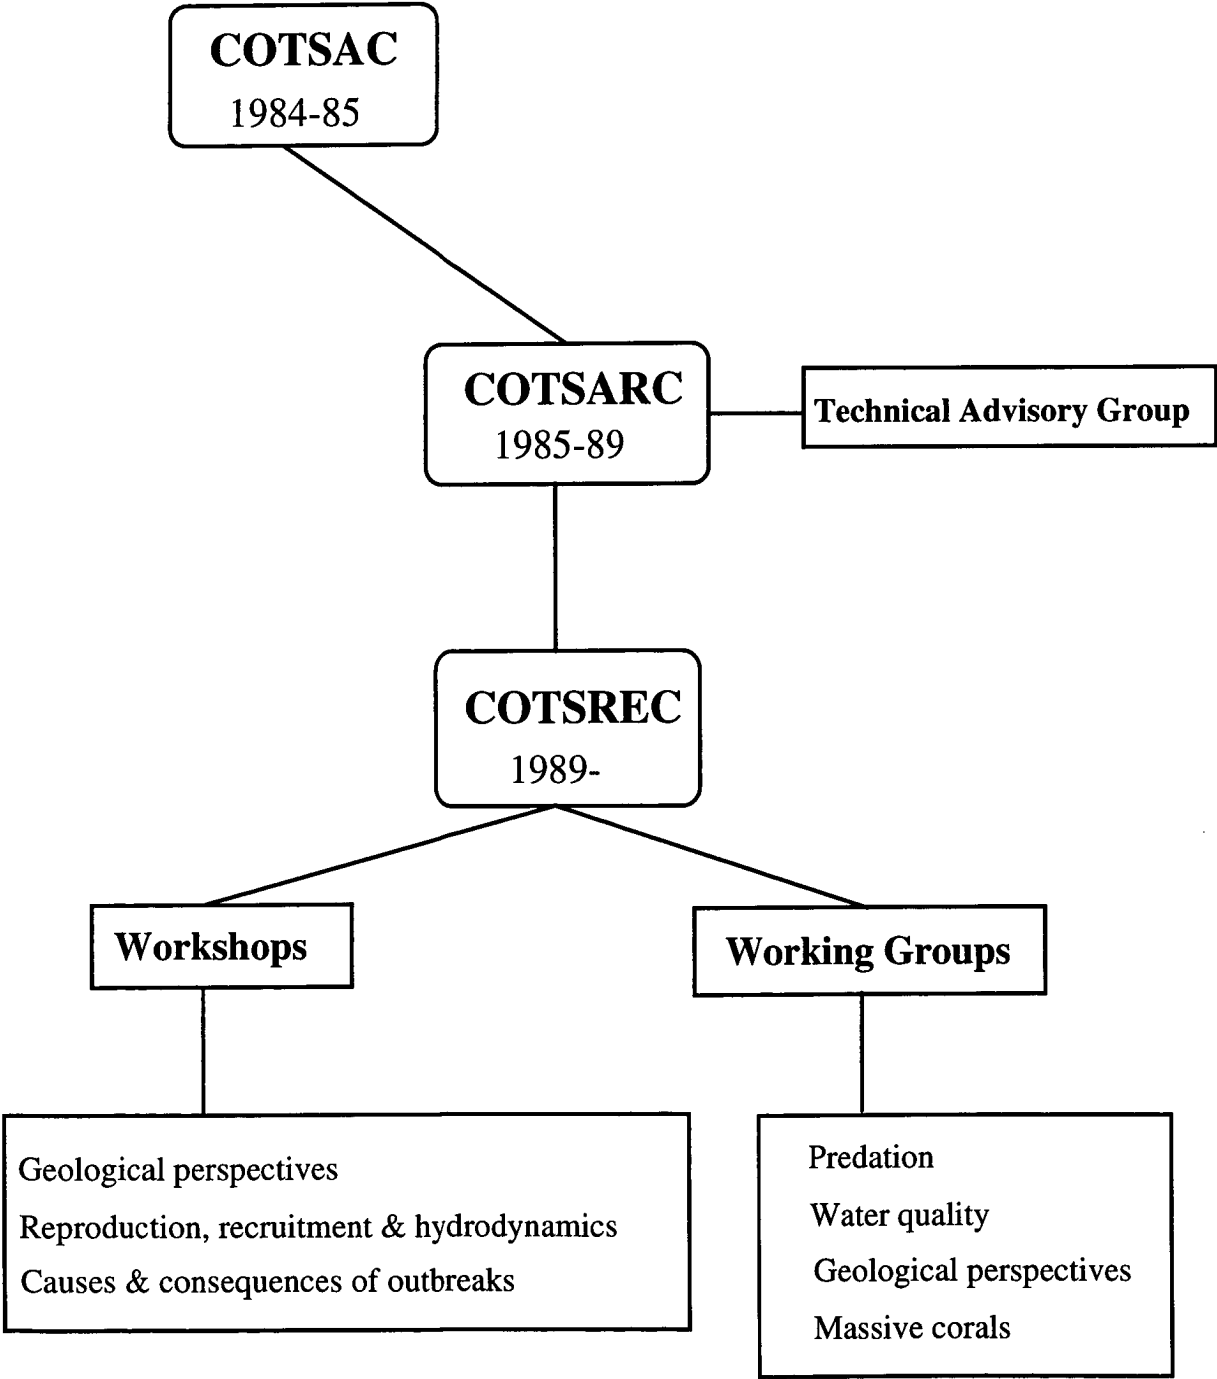 COTSAC
1984-85
COTSARC
1985-89
Technical Advisory Group
COTSREC
1989-
Workshops
Working Groups
Geological perspectives
Reproduction, recruitment & hydrodynamics
Causes & consequences of outbreaks
Predation
Water quality
Geological perspectives
Massive corals